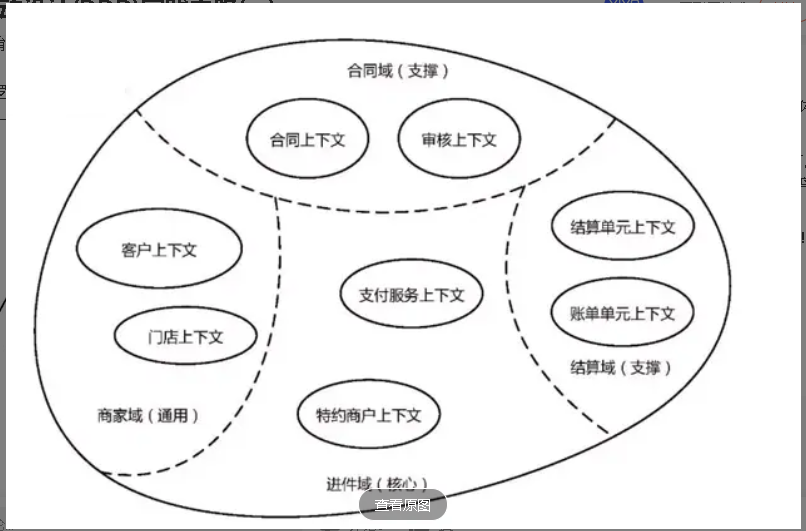 合同域（支撑）
合同上下文
审核上下文
客户上下文
门店上下文
商家域（通用）
支付服务上下文
特约商户上下文
进件域（核心）
结算单元上下文
账单单元上下文
结算域（支撑）
查看原图